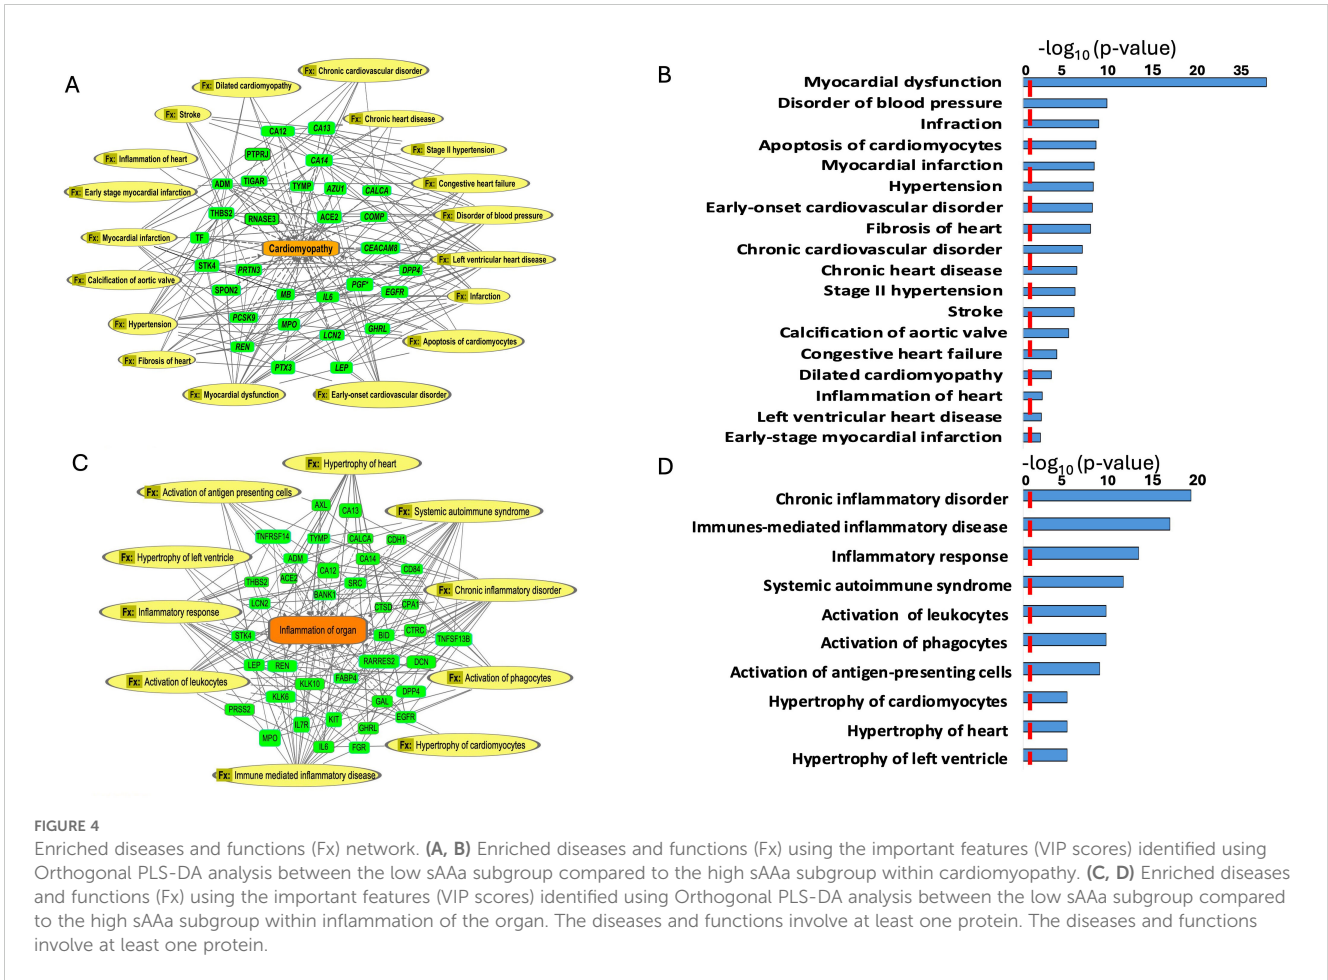 A
Fx: Chronic cardiovascular disorder
Fx: Dilated cardiomyopathy
Fx: Stroke
Fx: Chronic heart disease
Fx: Inflammation of heart
Fx: Stage II hypertension
Fx: Early stage myocardial infarction
Fx: Congestive heart failure
Fx: Disorder of blood pressure
Fx: Myocardial infarction
Fx: Left ventricular heart disease
Fx: Calcification of aortic valve
Fx: Infarction
Fx: Hypertension
Fx: Apoptosis of cardiomyocytes
Fx: Fibrosis of heart
Fx: Myocardial dysfunction
Fx: Early-onset cardiovascular disorder
CA12
CA13
PTPRJ
CA14
ADM
TIGAR
TYMP
AZU1
CALCA
THBS2
RNASE3
ACE2
COMP
TF
Cardiomyopathy
CEACAM8
STK4
PRTN3
DPP4
SPON2
MB
IL6
PGF*
EGFR
PCSK9
MPO
LCN2
GHRL
REN
PTX3
LEP
B
-log10 (p-value)
0 5 10 15 20 35
Myocardial dysfunction
Disorder of blood pressure
Infraction
Apoptosis of cardiomyocytes
Myocardial infarction
Hypertension
Early-onset cardiovascular disorder
Fibrosis of heart
Chronic cardiovascular disorder
Chronic heart disease
Stage II hypertension
Stroke
Calcification of aortic valve
Congestive heart failure
Dilated cardiomyopathy
Inflammation of heart
Left ventricular heart disease
Early-stage myocardial infarction
C
Fx: Hypertrophy of heart
Fx: Activation of antigen presenting cells
Fx: Systemic autoimmune syndrome
Fx: Hypertrophy of left ventricle
Fx: Chronic inflammatory disorder
Fx: Inflammatory response
Fx: Activation of leukocytes
Fx: Activation of phagocytes
Fx: Hypertrophy of cardiomyocytes
Fx: Immune mediated inflammatory disease
AXL
CA13
TNFRSF14
TYMP
CALCA
CDH1
ADM
CA14
THBS2
ACE2
CA12
SRC
CD84
LCN2
BANK1
CTSD
CPA1
STK4
Inflammation of organ
BID
CTRC
TNFSF13B
LEP
REN
RARRES2
DCN
KLK10
FABP4
KLK6
DPP4
PRSS2
GAL
IL7R
KIT
EGFR
GHRL
MPO
IL6
FGR
D
-log10 (p-value)
0 5 10 15 20
Chronic inflammatory disorder
Immunes-mediated inflammatory disease
Inflammatory response
Systemic autoimmune syndrome
Activation of leukocytes
Activation of phagocytes
Activation of antigen-presenting cells
Hypertrophy of cardiomyocytes
Hypertrophy of heart
Hypertrophy of left ventricle
FIGURE 4
Enriched diseases and functions (Fx) network. (A, B) Enriched diseases and functions (Fx) using the important features (VIP scores) identified using
Orthogonal PLS-DA analysis between the low sAAa subgroup compared to the high sAAa subgroup within cardiomyopathy. (C, D) Enriched diseases
and functions (Fx) using the important features (VIP scores) identified using Orthogonal PLS-DA analysis between the low sAAa subgroup compared
to the high sAAa subgroup within inflammation of the organ. The diseases and functions involve at least one protein. The diseases and functions
involve at least one protein.